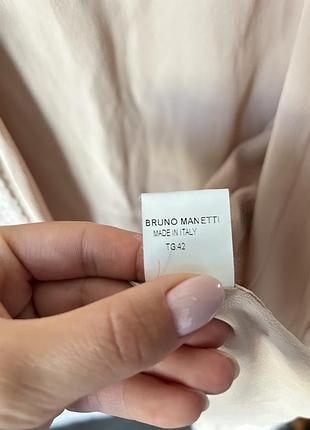 BRUNO MANETTI
MADE IN ITALY
TG.42